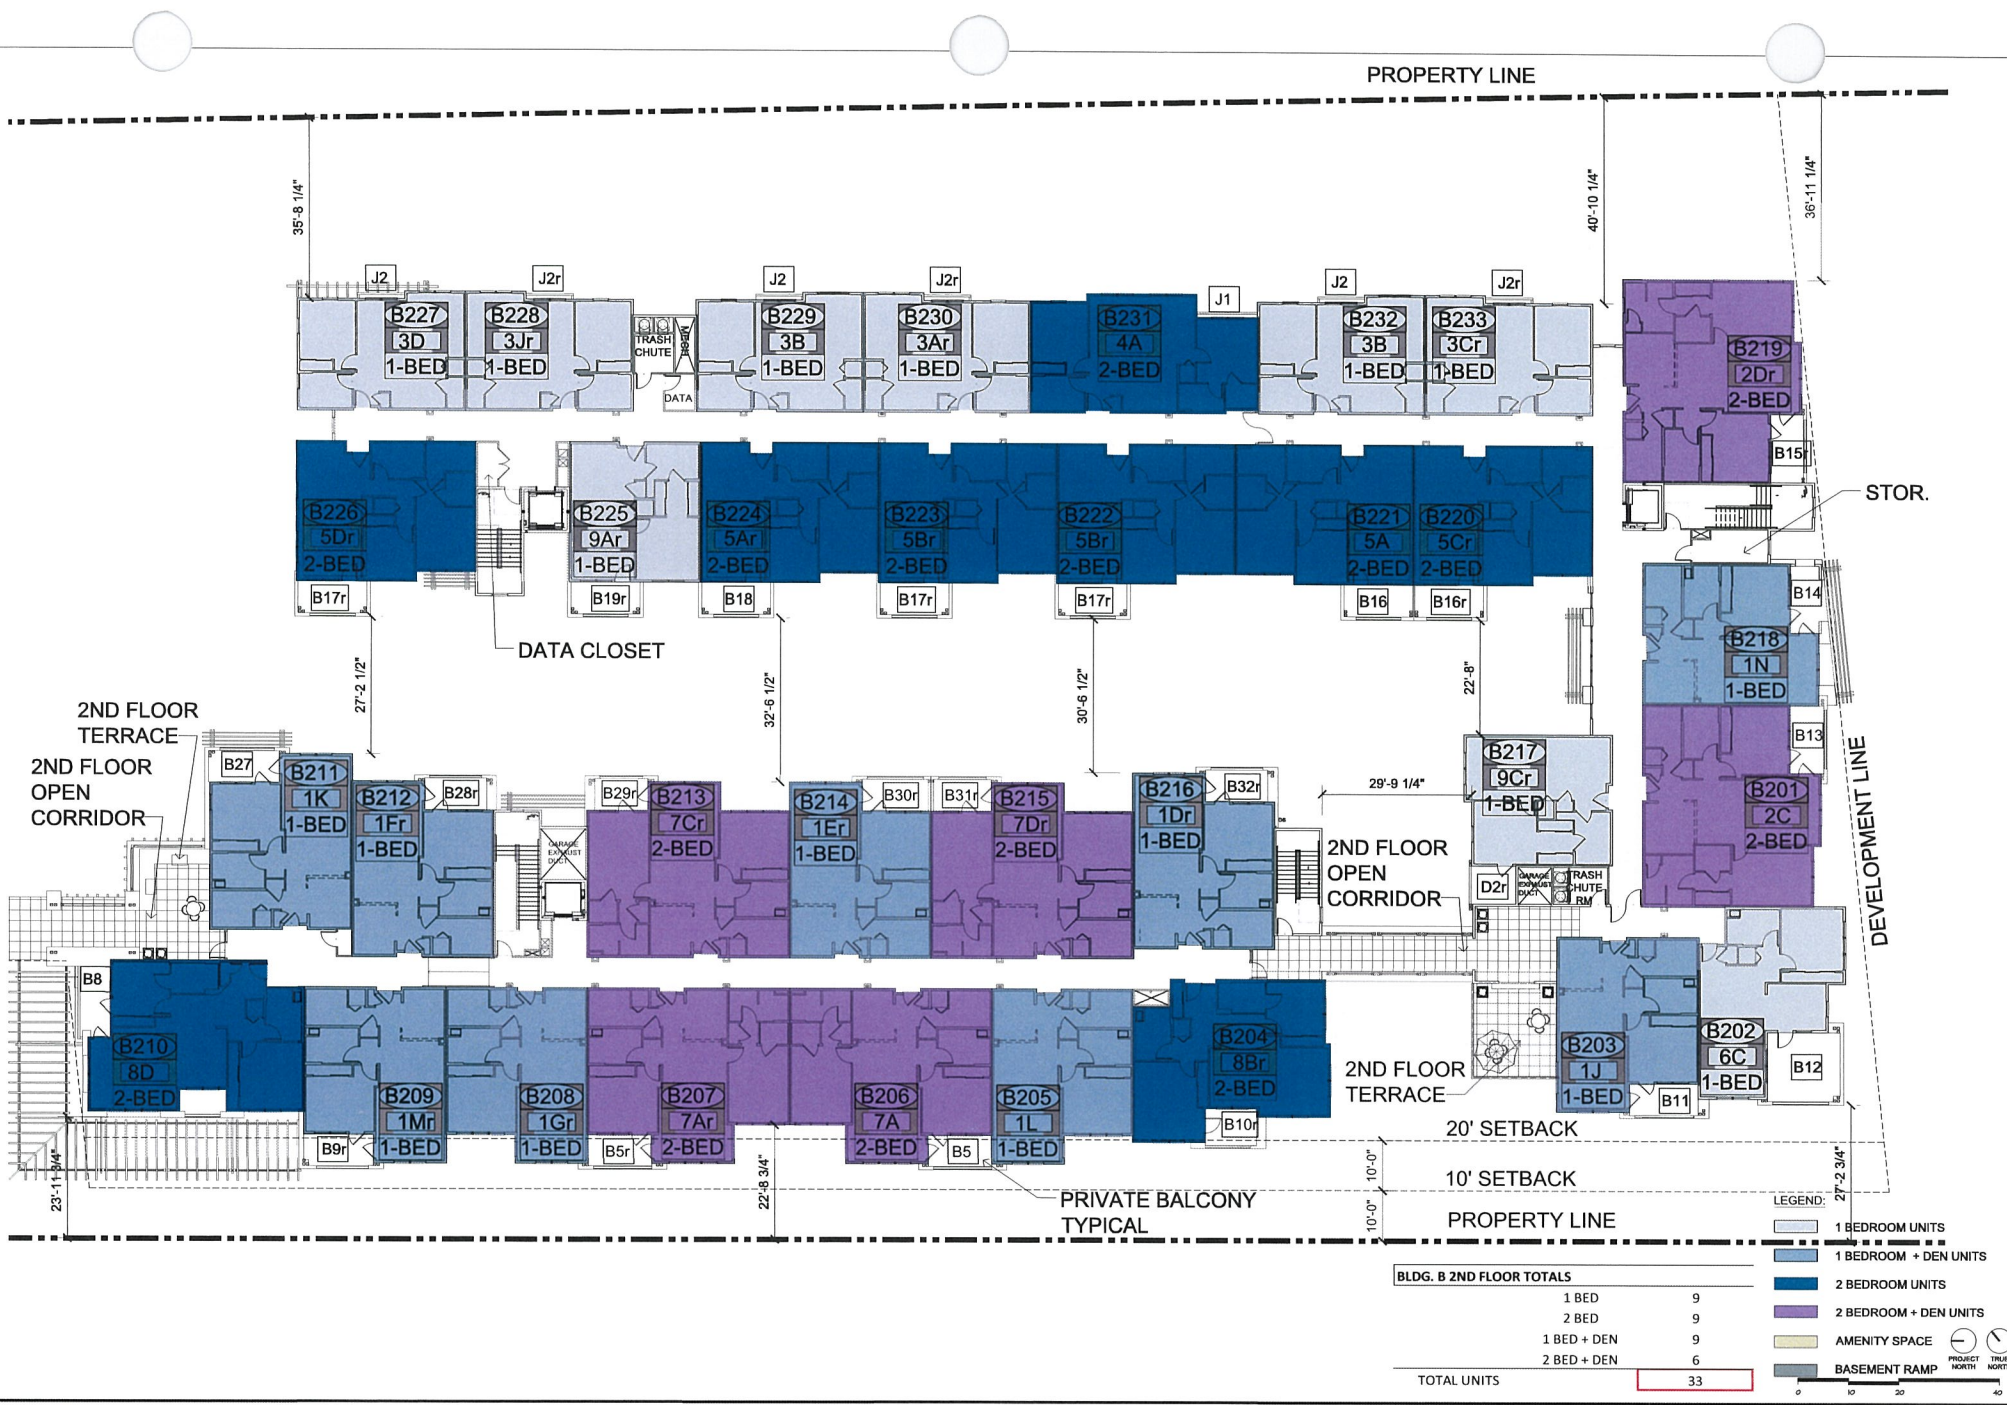 PROPERTY LINE
35'-8 1/4"
40'-10 1/4"
36'-11 1/4"
J2
J2r
J2
J2r
J1
J2
J2r
B227
3D
1-BED
B228
3Jr
1-BED
TRASH
CHUTE
MECH
DATA
B229
3B
1-BED
B230
3Ar
1-BED
B231
4A
2-BED
B232
3B
1-BED
B233
3Cr
1-BED
B219
2Dr
2-BED
B15r
STOR.
B226
5Dr
2-BED
B17r
B225
9Ar
1-BED
B19r
B224
5Ar
2-BED
B18
B223
5Br
2-BED
B17r
B222
5Br
2-BED
B17r
B221
5A
2-BED
B16
B220
5Cr
2-BED
B16r
DATA CLOSET
B14
B218
1N
1-BED
27'-2 1/2"
32'-6 1/2"
30'-6 1/2"
22'-8"
2ND FLOOR
TERRACE
2ND FLOOR
OPEN
CORRIDOR
B27
B211
1K
1-BED
B212
1Fr
1-BED
B28r
GARAGE
EXHAUST
DUCT
B29r
B213
7Cr
2-BED
B214
1Er
1-BED
B30r
B31r
B215
7Dr
2-BED
B216
1Dr
1-BED
B32r
29'-9 1/4"
B217
9Cr
1-BED
B13
B201
2C
2-BED
DEVELOPMENT LINE
2ND FLOOR
OPEN
CORRIDOR
D2r
GARAGE
EXHAUST
DUCT
TRASH
CHUTE
RM
B8
B210
8D
2-BED
B209
1Mr
1-BED
B9r
B208
1Gr
1-BED
B5r
B207
7Ar
2-BED
B206
7A
2-BED
B5
B205
1L
1-BED
B204
8Br
2-BED
B10r
2ND FLOOR
TERRACE
B203
1J
1-BED
B11
B202
6C
1-BED
B12
20' SETBACK
10' SETBACK
PROPERTY LINE
23'-11 3/4"
22'-8 3/4"
10'-0"
10'-0"
27'-2 3/4"
PRIVATE BALCONY
TYPICAL
LEGEND:
1 BEDROOM UNITS
1 BEDROOM + DEN UNITS
2 BEDROOM UNITS
2 BEDROOM + DEN UNITS
AMENITY SPACE
BASEMENT RAMP
PROJECT
NORTH
0 10 20 40
BLDG. B 2ND FLOOR TOTALS
1 BED 9
2 BED 9
1 BED + DEN 9
2 BED + DEN 6
TOTAL UNITS 33